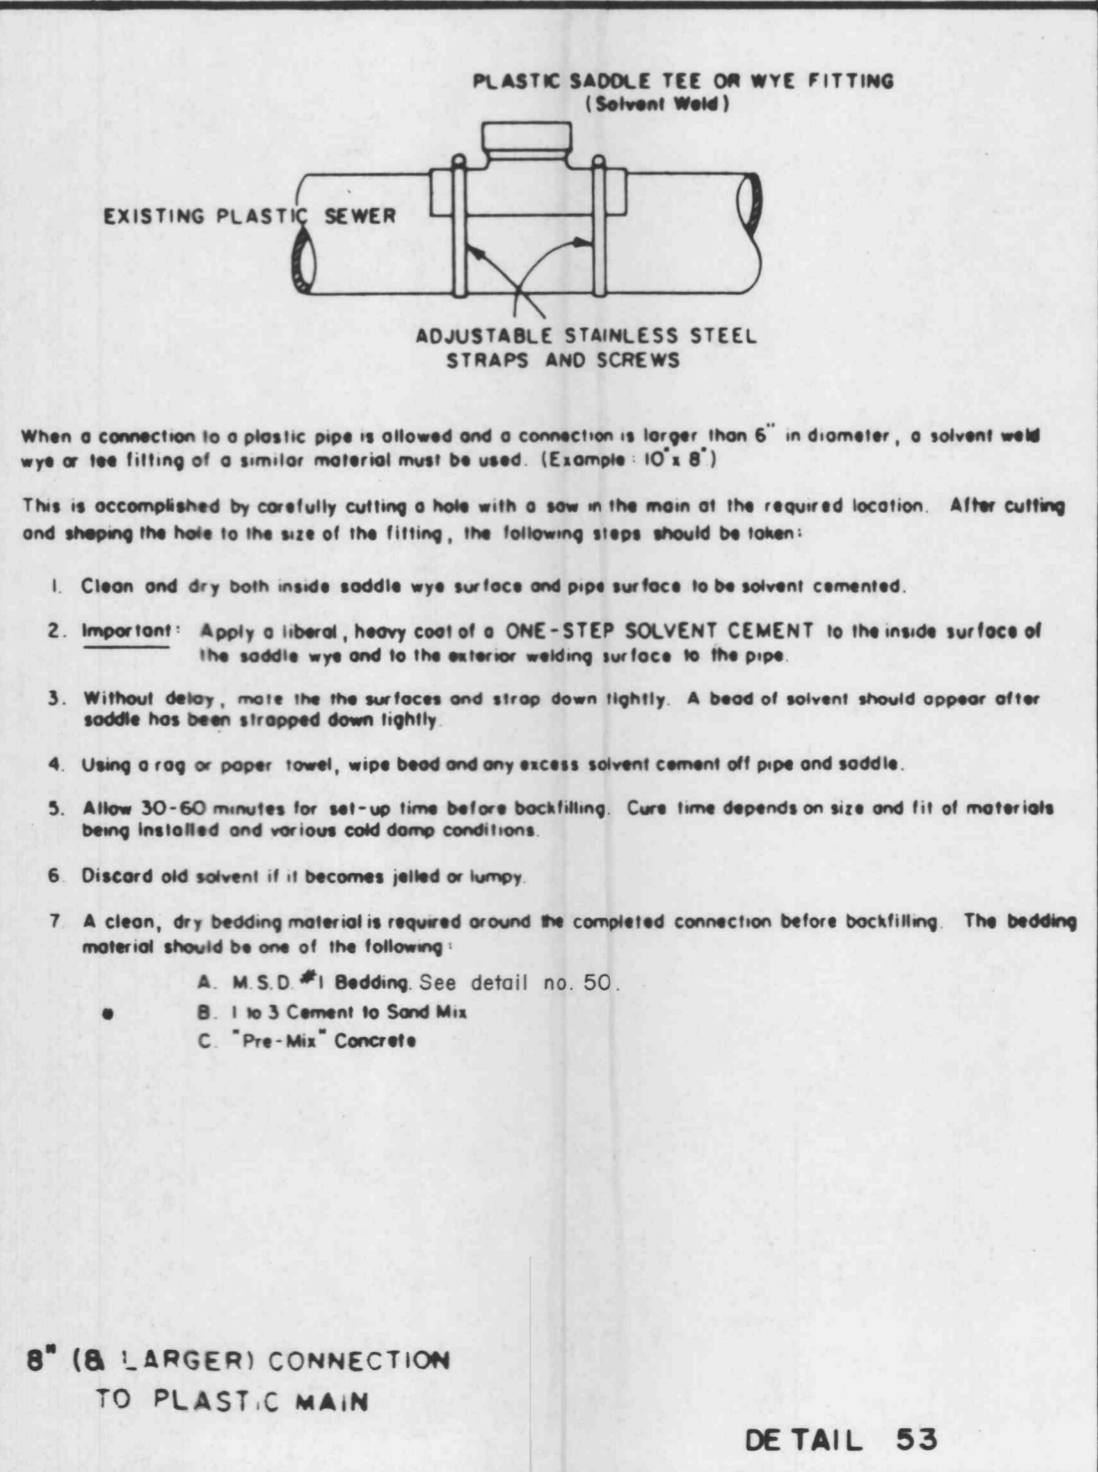 PLASTIC SADDLE TEE OR WYE FITTING
(Solvent Weld)
EXISTING PLASTIC SEWER
ADJUSTABLE STAINLESS STEEL
STRAPS AND SCREWS
When a connection to a plastic pipe is allowed and a connection is larger than 6" in diameter, a solvent weld
wye or tee fitting of a similar material must be used. (Example: 10"x 8")
This is accomplished by carefully cutting a hole with a saw in the main at the required location. After cutting
and shaping the hole to the size of the fitting, the following steps should be taken:
1. Clean and dry both inside saddle wye surface and pipe surface to be solvent cemented.
2. Important: Apply a liberal, heavy coat of a ONE-STEP SOLVENT CEMENT to the inside surface of
the saddle wye and to the exterior welding surface to the pipe.
3. Without delay, mate the the surfaces and strap down tightly. A bead of solvent should appear after
saddle has been strapped down tightly.
4. Using a rag or paper towel, wipe bead and any excess solvent cement off pipe and saddle.
5. Allow 30-60 minutes for set-up time before backfilling. Cure time depends on size and fit of materials
being installed and various cold damp conditions.
6. Discard old solvent if it becomes jelled or lumpy.
7. A clean, dry bedding material is required around the completed connection before backfilling. The bedding
material should be one of the following:
A. M.S.D. #1 Bedding. See detail no. 50.
B. 1 to 3 Cement to Sand Mix
C. "Pre-Mix" Concrete
8" (& LARGER) CONNECTION
TO PLASTIC MAIN
DETAIL 53